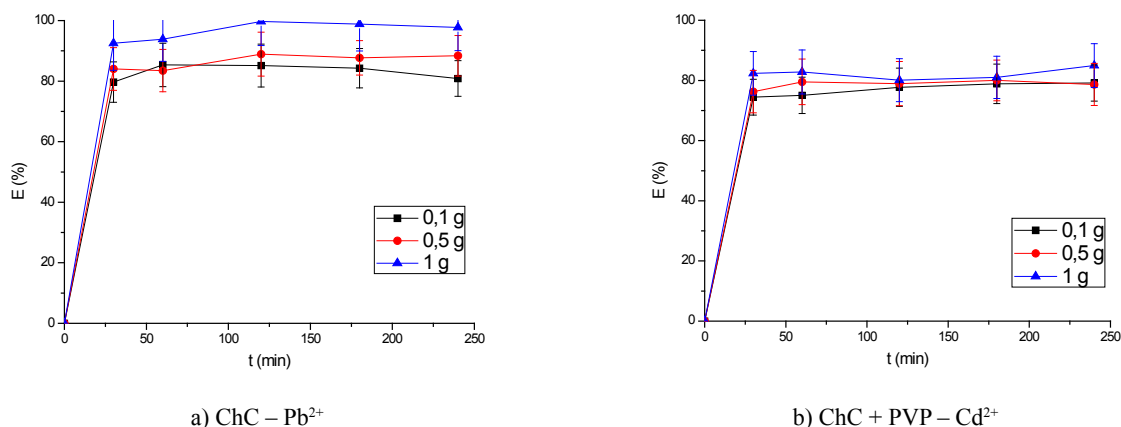 100
80
60
40
20
0
E (%)
0 50 100 150 200 250
t (min)
0,1 g
0,5 g
1 g
a) ChC – Pb²⁺
100
80
60
40
20
0
E (%)
0 50 100 150 200 250
t (min)
0,1 g
0,5 g
1 g
b) ChC + PVP – Cd²⁺